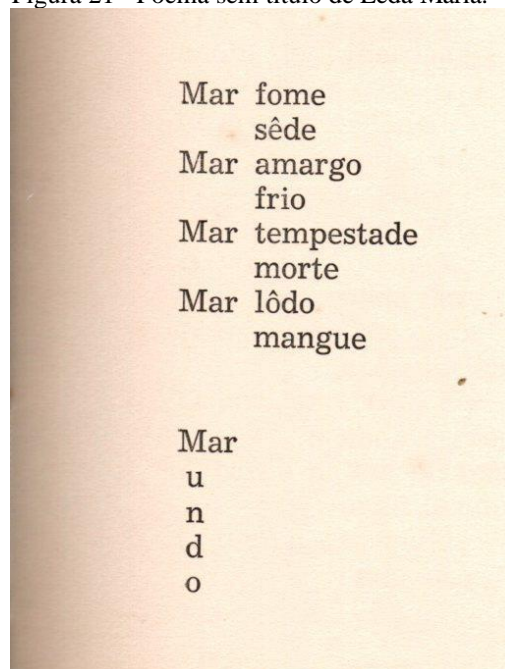 Figura 21 - Poema sem título de Leda Maria.
Mar fome
sêde
Mar amargo
frio
Mar tempestade
morte
Mar lôdo
mangue
Mar
u
n
d
o